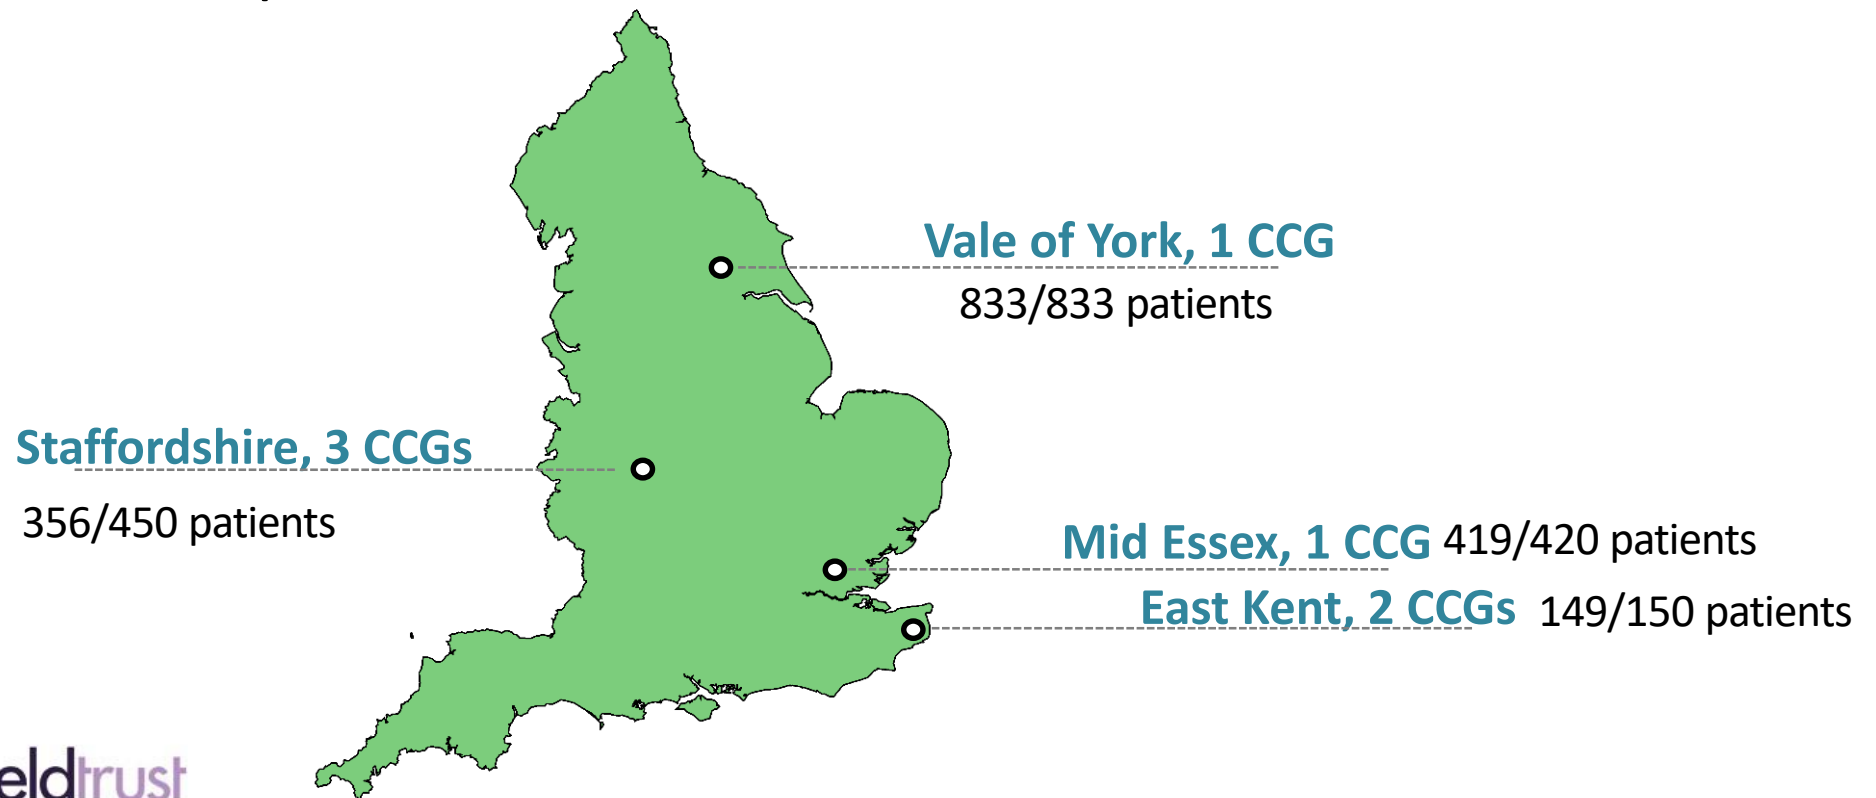 Vale of York, 1 CCG
833/833 patients
Staffordshire, 3 CCGs
356/450 patients
Mid Essex, 1 CCG 419/420 patients
East Kent, 2 CCGs 149/150 patients
eldtrust